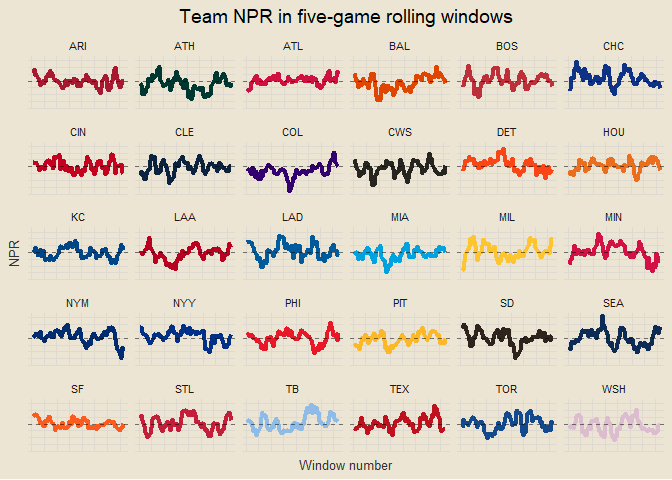 Team NPR in five-game rolling windows
ARI ATH ATL BAL BOS CHC
CIN CLE COL CWS DET HOU
KC LAA LAD MIA MIL MIN
NYM NYY PHI PIT SD SEA
SF STL TB TEX TOR WSH
NPR
Window number